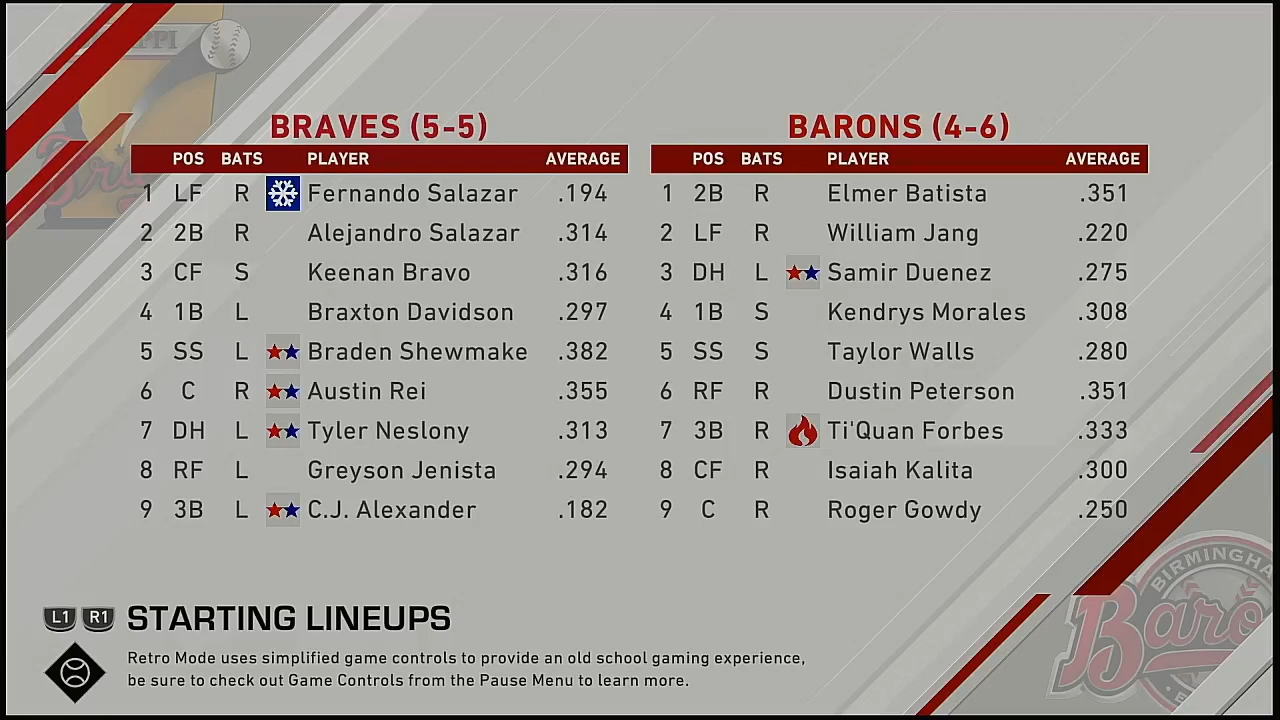 BRAVES (5-5)
POS BATS PLAYER AVERAGE
1 LF R Fernando Salazar .194
2 2B R Alejandro Salazar .314
3 CF S Keenan Bravo .316
4 1B L Braxton Davidson .297
5 SS L Braden Shewmake .382
6 C R Austin Rei .355
7 DH L Tyler Neslony .313
8 RF L Greyson Jenista .294
9 3B L C.J. Alexander .182
BARONS (4-6)
POS BATS PLAYER AVERAGE
1 2B R Elmer Batista .351
2 LF R William Jang .220
3 DH L Samir Duenez .275
4 1B S Kendrys Morales .308
5 SS S Taylor Walls .280
6 RF R Dustin Peterson .351
7 3B R Ti'Quan Forbes .333
8 CF R Isaiah Kalita .300
9 C R Roger Gowdy .250
L1 R1 STARTING LINEUPS
Retro Mode uses simplified game controls to provide an old school gaming experience,
be sure to check out Game Controls from the Pause Menu to learn more.
BIRMINGHA
Baro